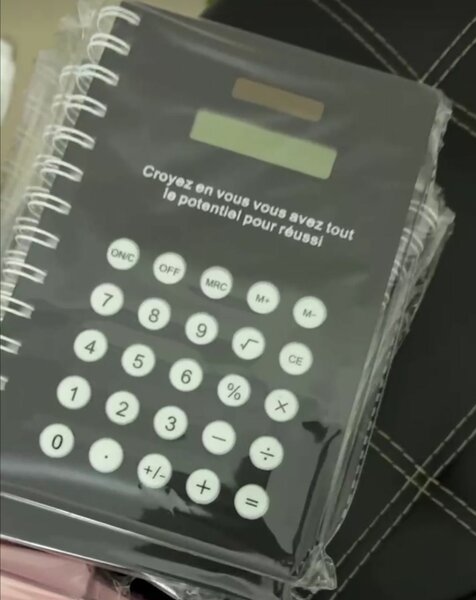 Croyez en vous vous avez tout
le potentiel pour réussi
ON/C OFF MRC M+ M-
7 8 9 √ CE
4 5 6 % ×
1 2 3 − ÷
0 . +/- + =